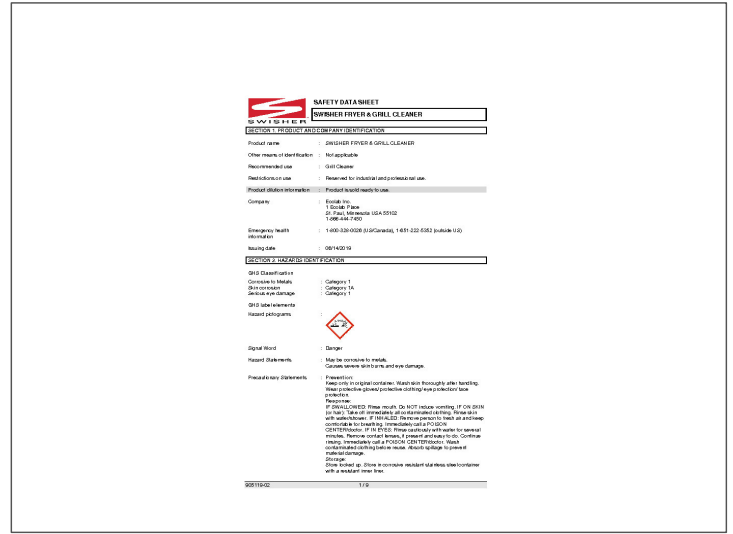 SWISHER
SAFETY DATA SHEET
SWISHER FRYER & GRILL CLEANER
SECTION 1. PRODUCT AND COMPANY IDENTIFICATION
Product name : SWISHER FRYER & GRILL CLEANER
Other means of identification : Not applicable
Recommended use : Grill Cleaner
Restrictions on use : Reserved for industrial and professional use.
Product dilution information : Product is sold ready to use.
Company : Ecolab Inc.
1 Ecolab Place
St. Paul, Minnesota USA 55102
1-866-444-7450
Emergency health : 1-800-328-0026 (US/Canada), 1-651-222-5352 (outside US)
information
Issuing date : 06/14/2019
SECTION 2. HAZARDS IDENTIFICATION
GHS Classification
Corrosive to Metals : Category 1
Skin corrosion : Category 1A
Serious eye damage : Category 1
GHS label elements
Hazard pictograms :
Signal Word : Danger
Hazard Statements : May be corrosive to metals.
Causes severe skin burns and eye damage.
Precautionary Statements : Prevention:
Keep only in original container. Wash skin thoroughly after handling.
Wear protective gloves/ protective clothing/ eye protection/ face
protection.
Response:
IF SWALLOWED: Rinse mouth. Do NOT induce vomiting. IF ON SKIN
(or hair): Take off immediately all contaminated clothing. Rinse skin
with water/shower. IF INHALED: Remove person to fresh air and keep
comfortable for breathing. Immediately call a POISON
CENTER/doctor. IF IN EYES: Rinse cautiously with water for several
minutes. Remove contact lenses, if present and easy to do. Continue
rinsing. Immediately call a POISON CENTER/doctor. Wash
contaminated clothing before reuse. Absorb spillage to prevent
material damage.
Storage:
Store locked up. Store in corrosive resistant stainless steel container
with a resistant inner liner.
905119-02 1 / 9